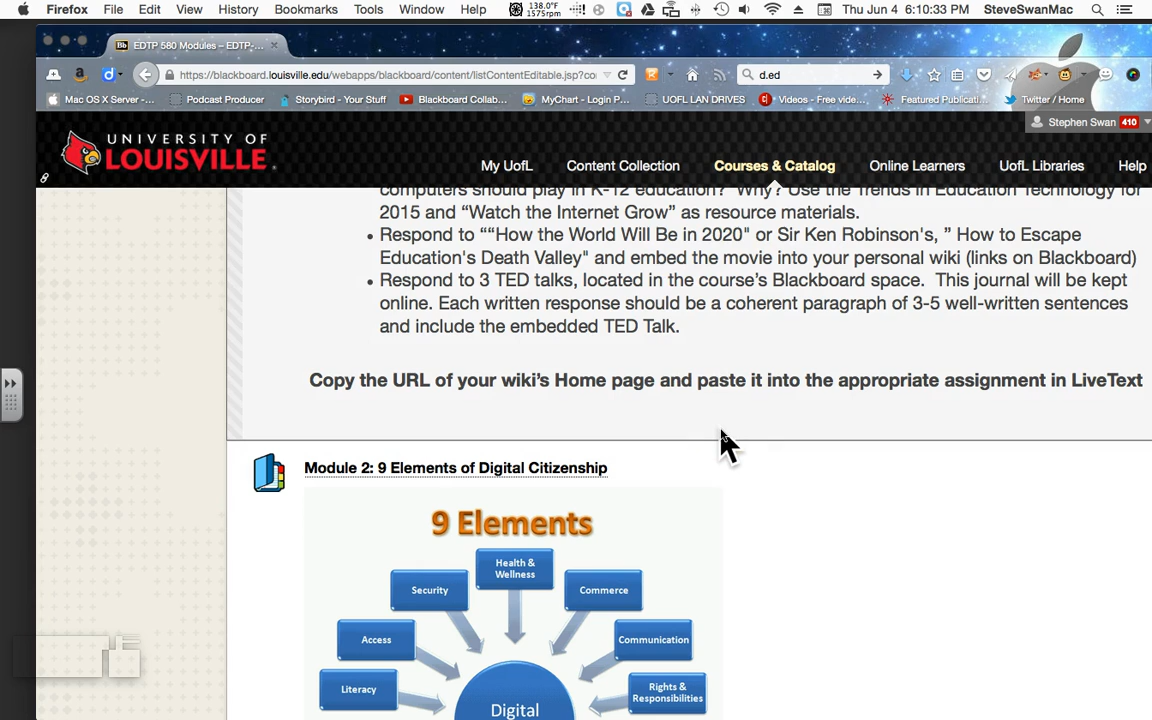 Firefox File Edit View History Bookmarks Tools Window Help 138.0°F 1575rpm Thu Jun 4 6:10:33 PM SteveSwanMac
Bb EDTP 580 Modules – EDTP-...
https://blackboard.louisville.edu/webapps/blackboard/content/listContentEditable.jsp?co d.ed
Mac OS X Server -... Podcast Producer Storybird - Your Stuff Blackboard Collab... MyChart - Login P... UOFL LAN DRIVES Videos - Free vide... Featured Publicati... Twitter / Home
Stephen Swan 410
UNIVERSITY OF
LOUISVILLE.
My UofL Content Collection Courses & Catalog Online Learners UofL Libraries Help
computers should play in K-12 education? Why? Use the Trends in Education Technology for
2015 and “Watch the Internet Grow” as resource materials.
• Respond to ““How the World Will Be in 2020" or Sir Ken Robinson's, ” How to Escape
Education's Death Valley" and embed the movie into your personal wiki (links on Blackboard)
• Respond to 3 TED talks, located in the course’s Blackboard space. This journal will be kept
online. Each written response should be a coherent paragraph of 3-5 well-written sentences
and include the embedded TED Talk.
Copy the URL of your wiki’s Home page and paste it into the appropriate assignment in LiveText
Module 2: 9 Elements of Digital Citizenship
9 Elements
Health &
Wellness
Security
Commerce
Access
Communication
Literacy
Rights &
Responsibilities
Digital